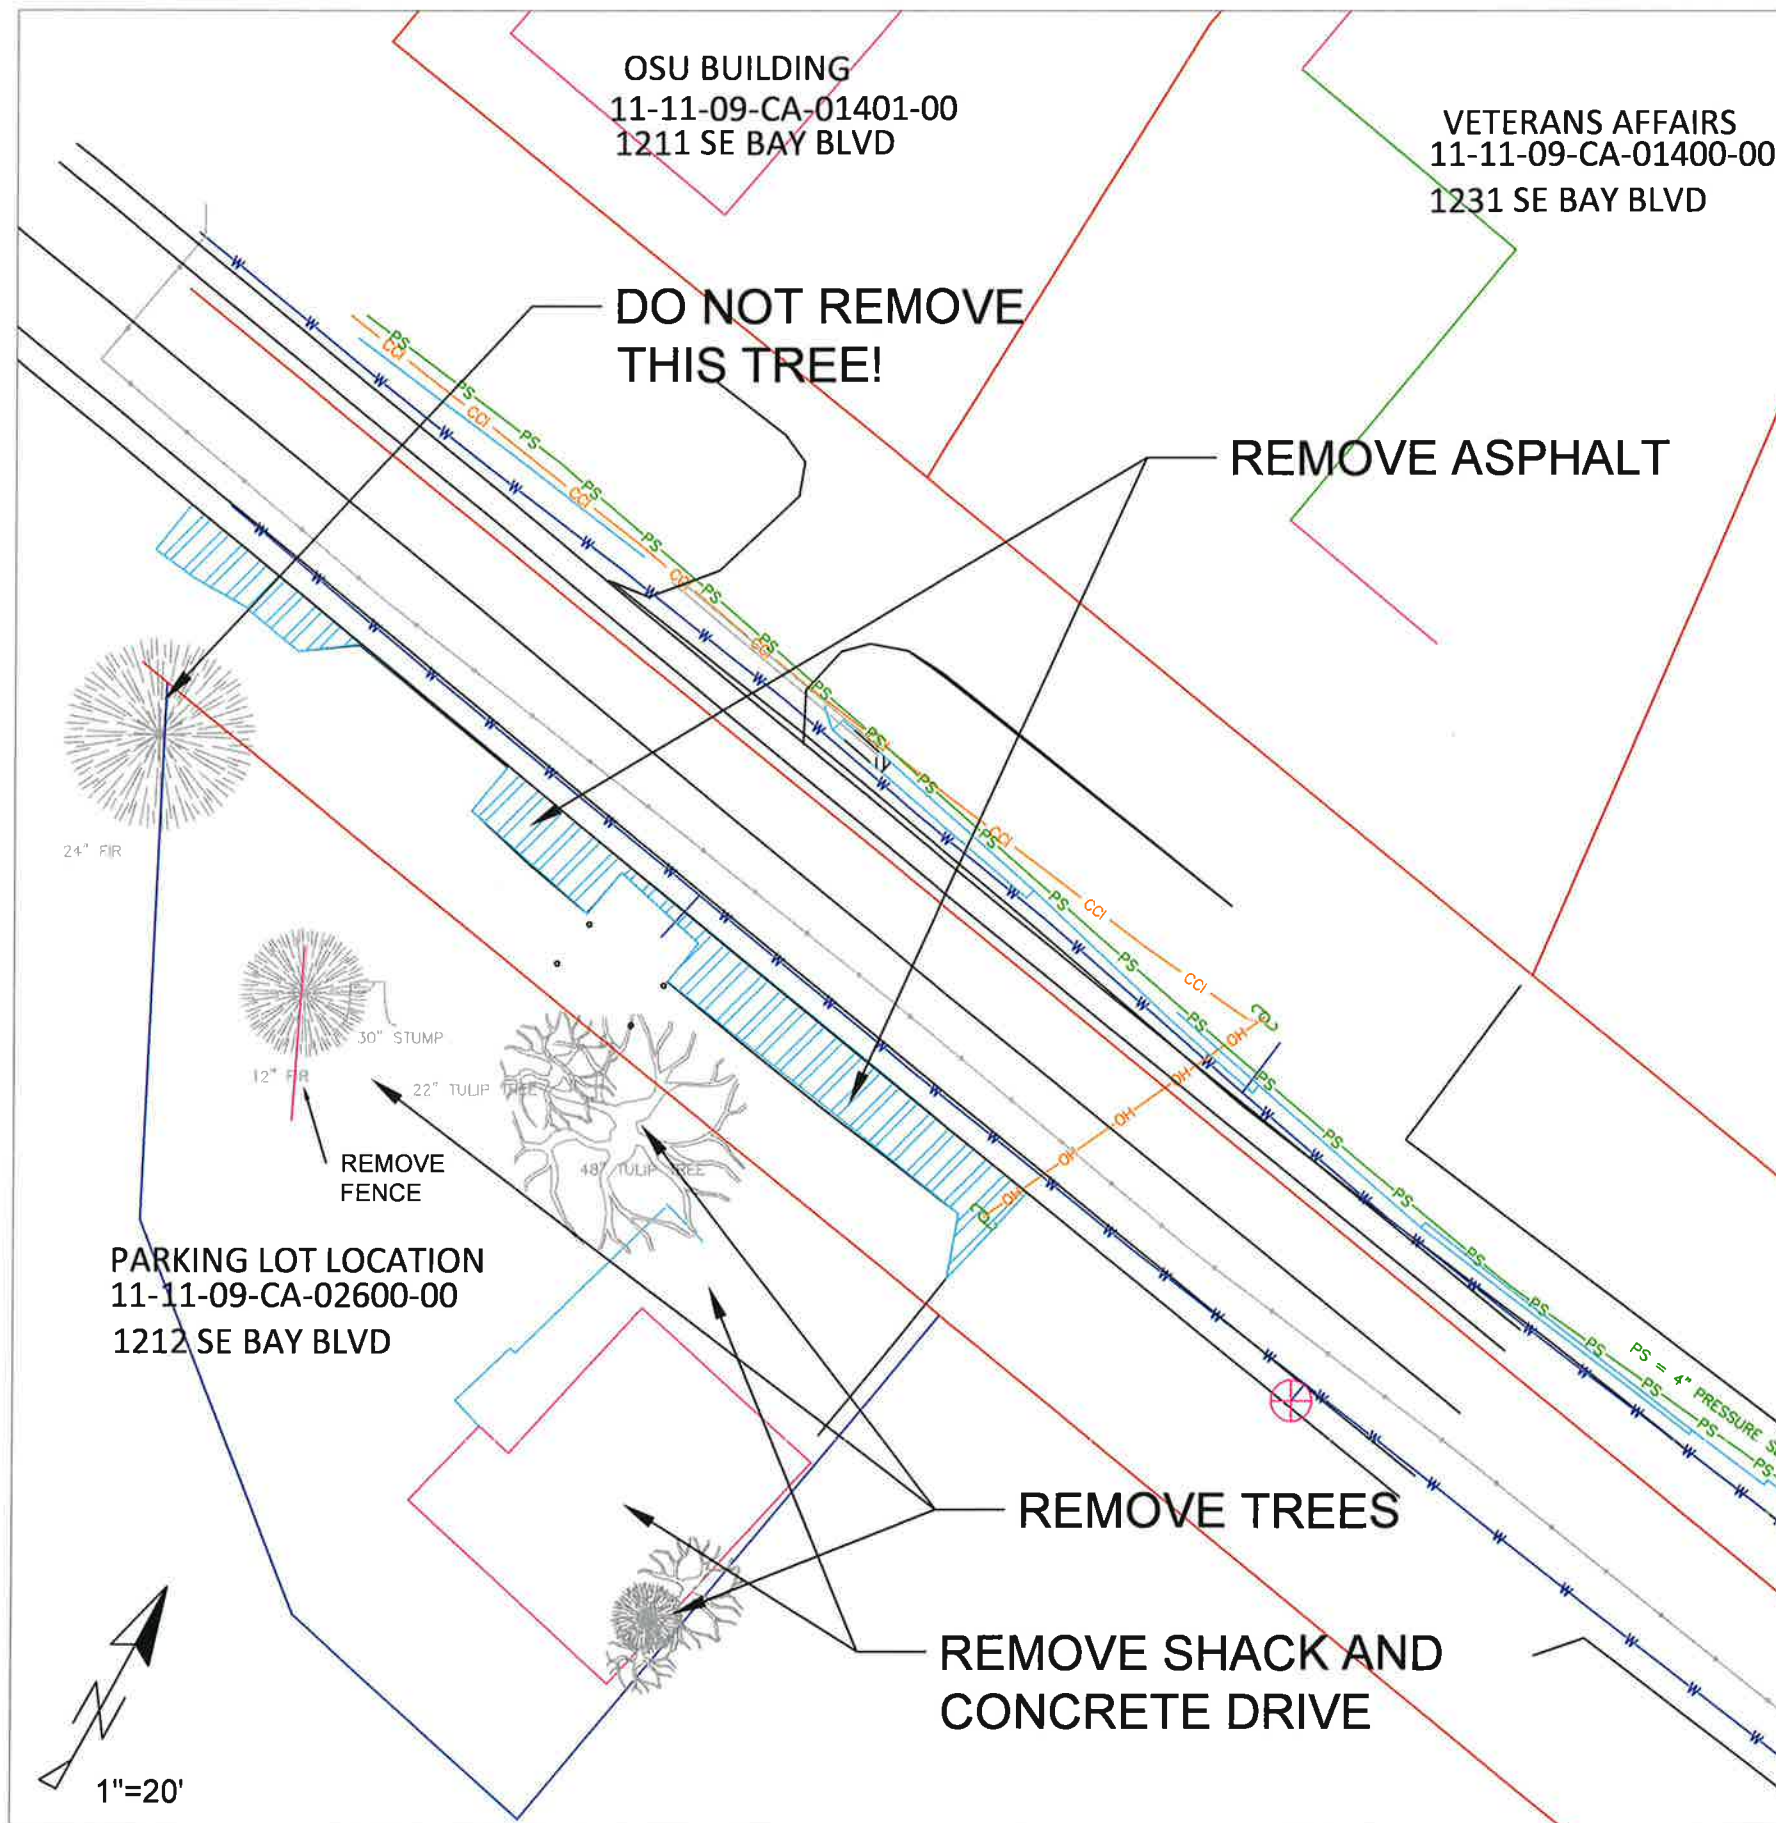 OSU BUILDING
11-11-09-CA-01401-00
1211 SE BAY BLVD
VETERANS AFFAIRS
11-11-09-CA-01400-00
1231 SE BAY BLVD
DO NOT REMOVE
THIS TREE!
REMOVE ASPHALT
24" FIR
30" STUMP
12" FIR
22" TULIP TREE
48" TULIP TREE
REMOVE
FENCE
PARKING LOT LOCATION
11-11-09-CA-02600-00
1212 SE BAY BLVD
PS = 4" PRESSURE
REMOVE TREES
REMOVE SHACK AND
CONCRETE DRIVE
1"=20'
W
PS
CCI
OH